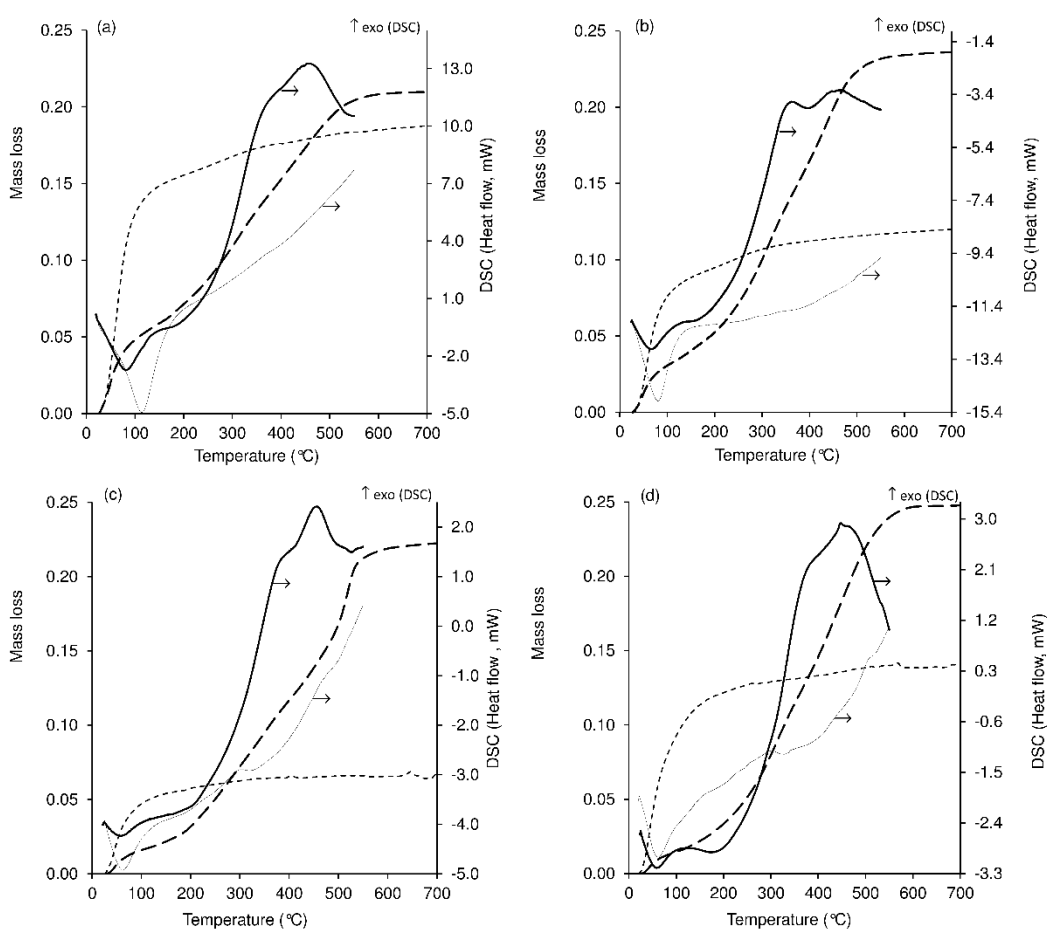 (a)
↑ exo (DSC)
0.25
0.20
0.15
0.10
0.05
0.00
Mass loss
13.0
10.0
7.0
4.0
1.0
-2.0
-5.0
DSC (Heat flow, mW)
0 100 200 300 400 500 600 700
Temperature (°C)
(b)
↑ exo (DSC)
0.25
0.20
0.15
0.10
0.05
0.00
Mass loss
-1.4
-3.4
-5.4
-7.4
-9.4
-11.4
-13.4
-15.4
DSC (Heat flow, mW)
0 100 200 300 400 500 600 700
Temperature (°C)
(c)
↑ exo (DSC)
0.25
0.20
0.15
0.10
0.05
0.00
Mass loss
2.0
1.0
0.0
-1.0
-2.0
-3.0
-4.0
-5.0
DSC (Heat flow , mW)
0 100 200 300 400 500 600 700
Temperature (°C)
(d)
↑ exo (DSC)
0.25
0.20
0.15
0.10
0.05
0.00
Mass loss
3.0
2.1
1.2
0.3
-0.6
-1.5
-2.4
-3.3
DSC (Heat flow, mW)
0 100 200 300 400 500 600 700
Temperature (°C)